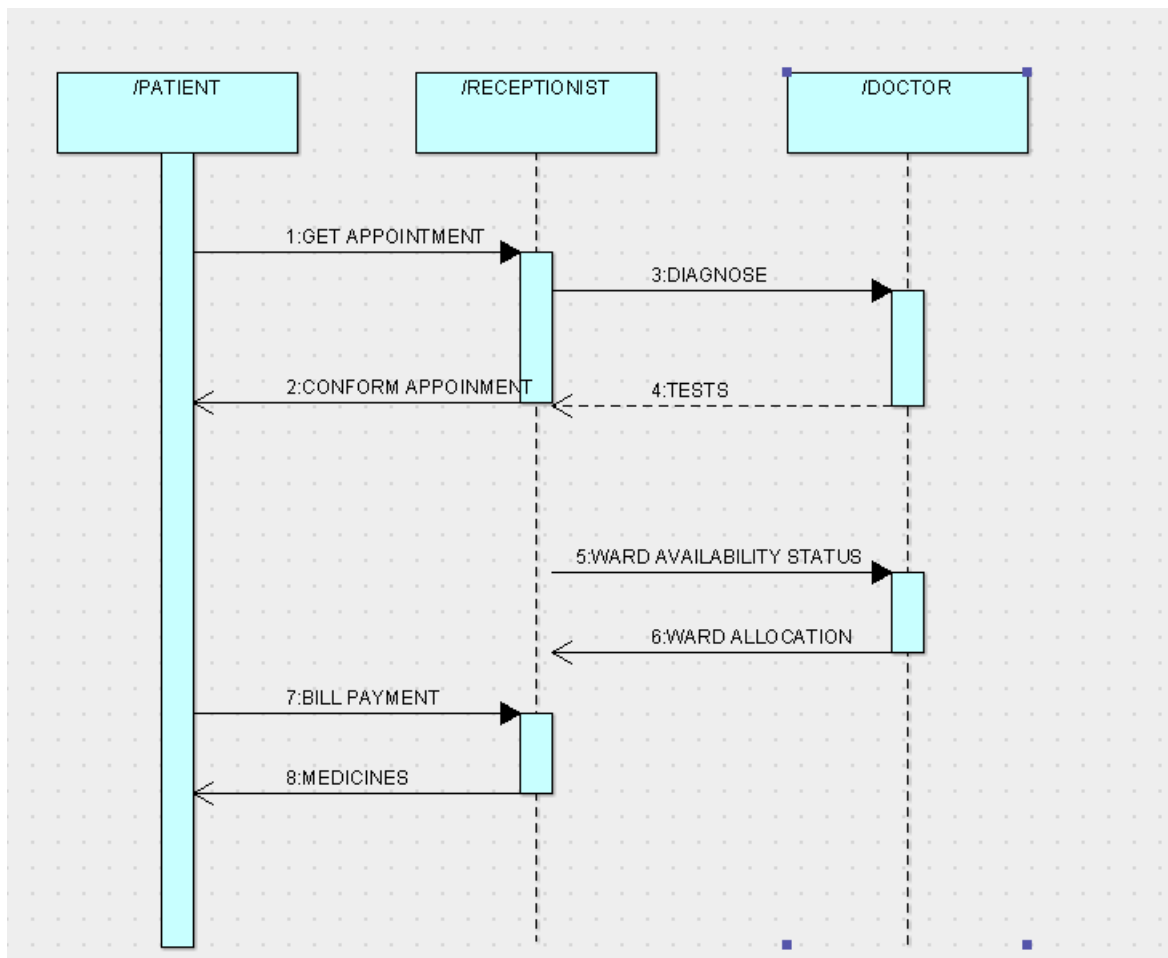 /PATIENT
/RECEPTIONIST
/DOCTOR
1:GET APPOINTMENT
3:DIAGNOSE
2:CONFORM APPOINMENT
4:TESTS
5:WARD AVAILABILITY STATUS
6:WARD ALLOCATION
7:BILL PAYMENT
8:MEDICINES